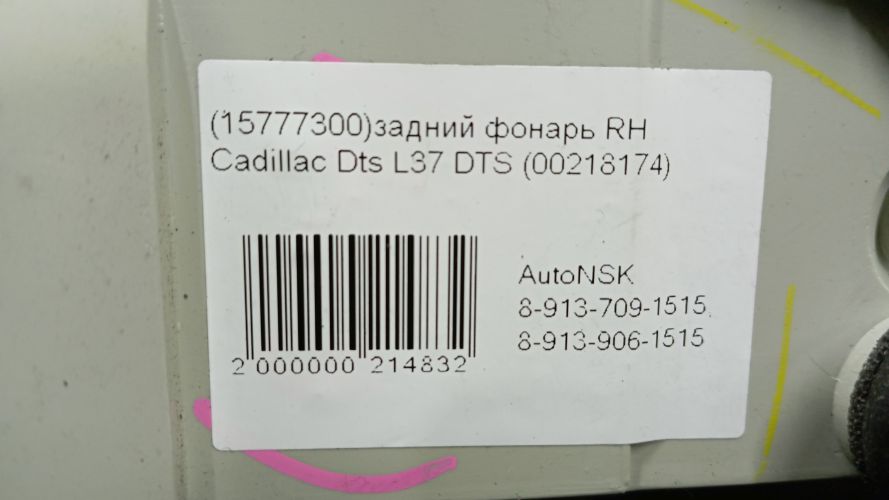 (15777300)задний фонарь RH
Cadillac Dts L37 DTS (00218174)
AutoNSK
8-913-709-1515
8-913-906-1515
2 000000 214832